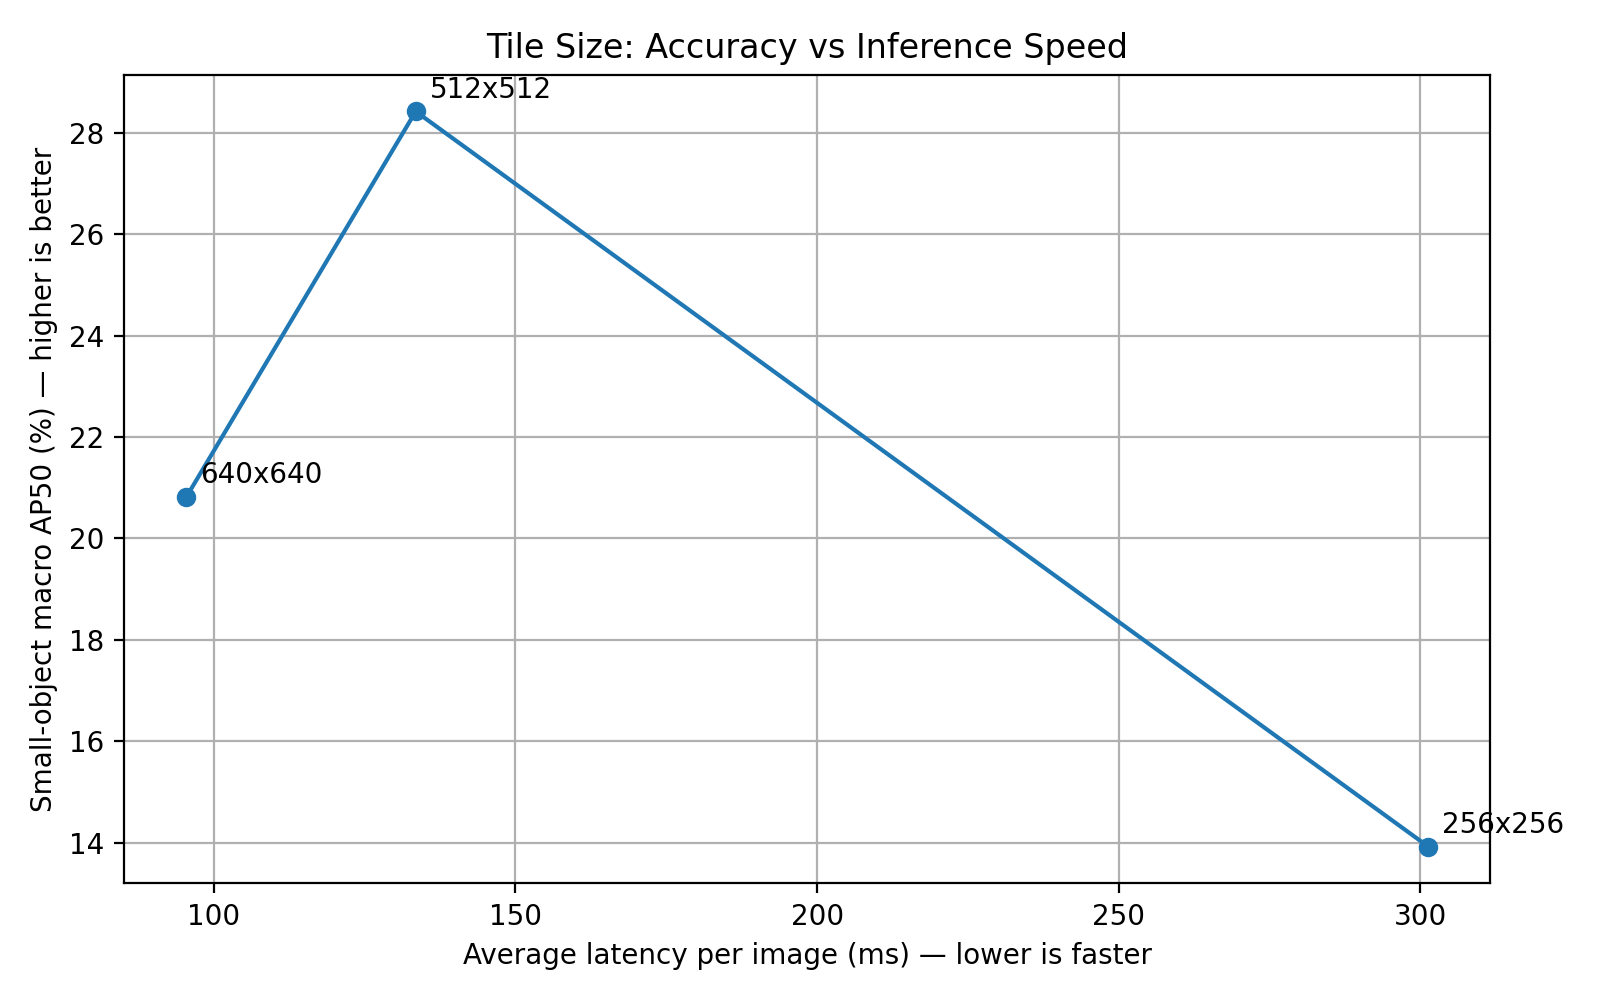 Tile Size: Accuracy vs Inference Speed
512x512
640x640
256x256
Small-object macro AP50 (%) — higher is better
28
26
24
22
20
18
16
14
100
150
200
250
300
Average latency per image (ms) — lower is faster